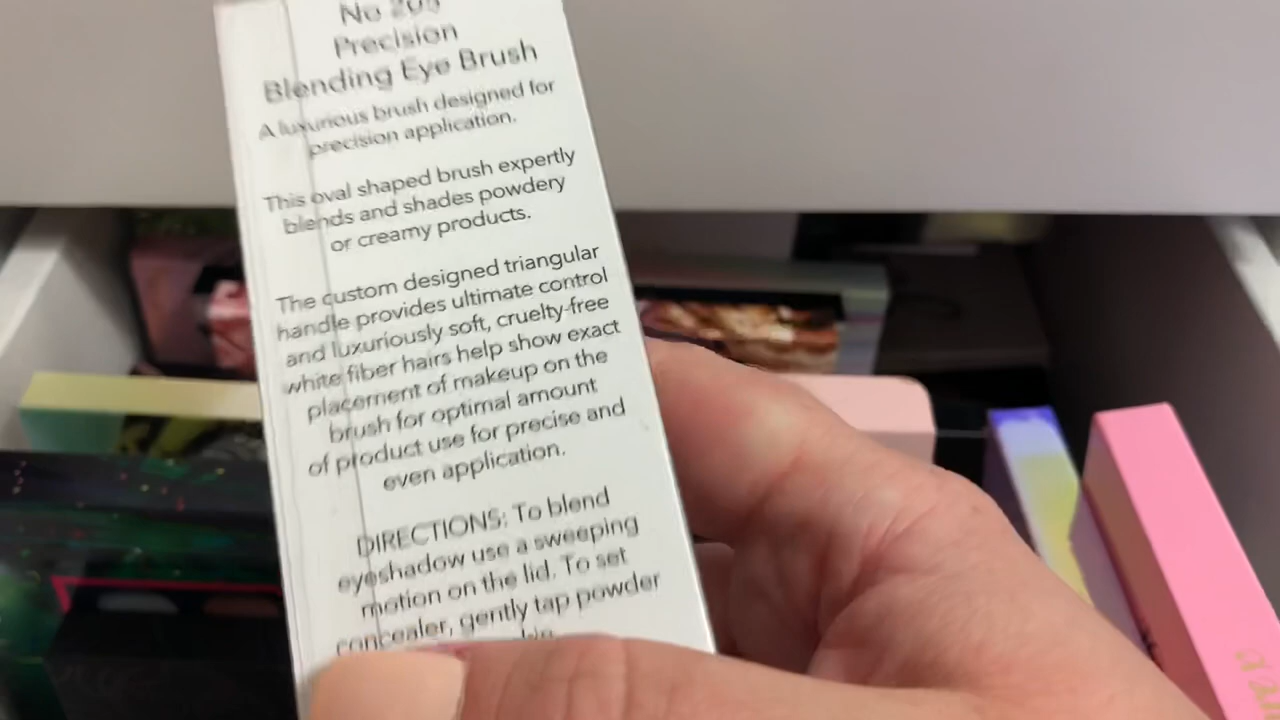 No 205
Precision
Blending Eye Brush
A luxurious brush designed for
precision application.
This oval shaped brush expertly
blends and shades powdery
or creamy products.
The custom designed triangular
handle provides ultimate control
and luxuriously soft, cruelty-free
white fiber hairs help show exact
placement of makeup on the
brush for optimal amount
of product use for precise and
even application.
DIRECTIONS: To blend
eyeshadow use a sweeping
motion on the lid. To set
concealer, gently tap powder